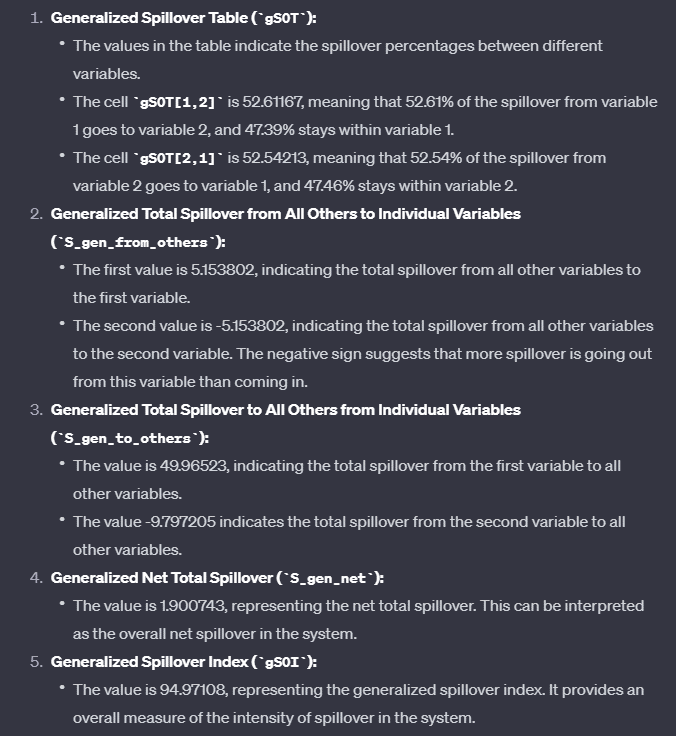 1. Generalized Spillover Table (`gSOT`):
• The values in the table indicate the spillover percentages between different
variables.
• The cell `gSOT[1,2]` is 52.61167, meaning that 52.61% of the spillover from variable
1 goes to variable 2, and 47.39% stays within variable 1.
• The cell `gSOT[2,1]` is 52.54213, meaning that 52.54% of the spillover from
variable 2 goes to variable 1, and 47.46% stays within variable 2.
2. Generalized Total Spillover from All Others to Individual Variables
(`S_gen_from_others`):
• The first value is 5.153802, indicating the total spillover from all other variables to
the first variable.
• The second value is -5.153802, indicating the total spillover from all other variables
to the second variable. The negative sign suggests that more spillover is going out
from this variable than coming in.
3. Generalized Total Spillover to All Others from Individual Variables
(`S_gen_to_others`):
• The value is 49.96523, indicating the total spillover from the first variable to all
other variables.
• The value -9.797205 indicates the total spillover from the second variable to all
other variables.
4. Generalized Net Total Spillover (`S_gen_net`):
• The value is 1.900743, representing the net total spillover. This can be interpreted
as the overall net spillover in the system.
5. Generalized Spillover Index (`gSOI`):
• The value is 94.97108, representing the generalized spillover index. It provides an
overall measure of the intensity of spillover in the system.